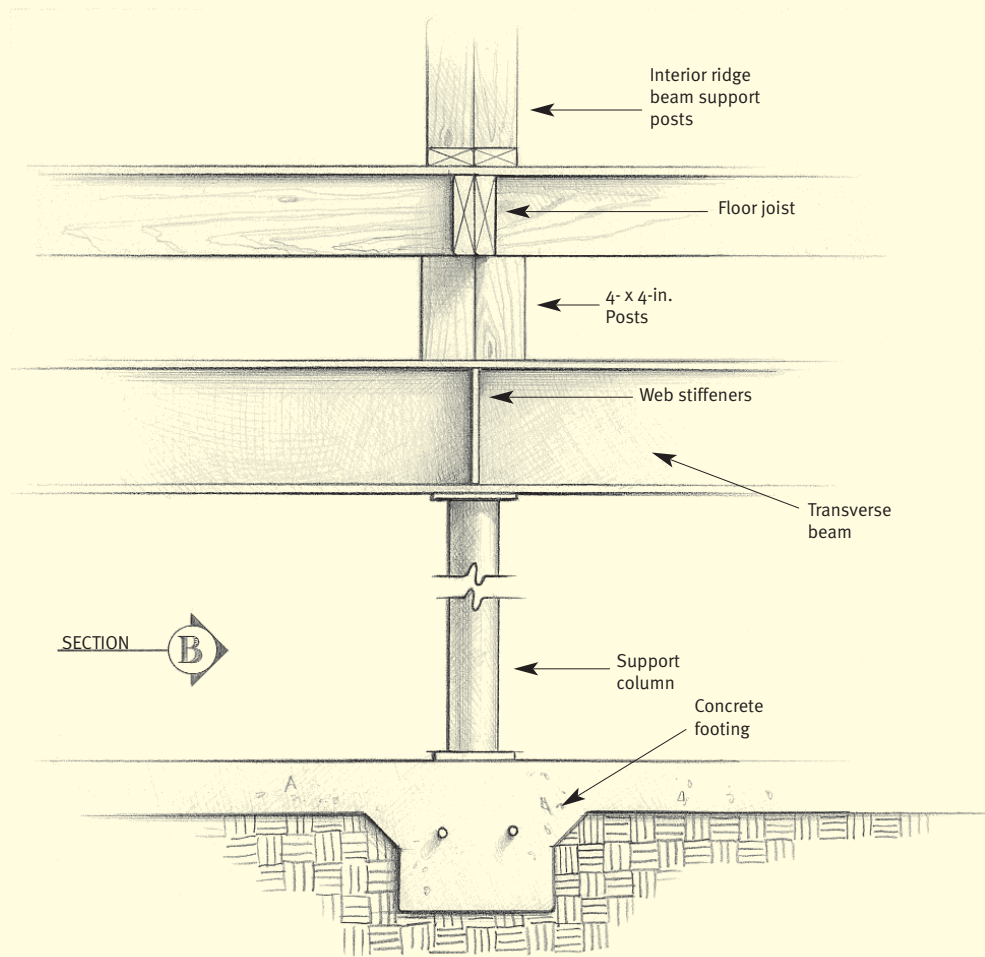 Interior ridge
beam support
posts
Floor joist
4- x 4-in.
Posts
Web stiffeners
Transverse
beam
SECTION B
Support
column
Concrete
footing